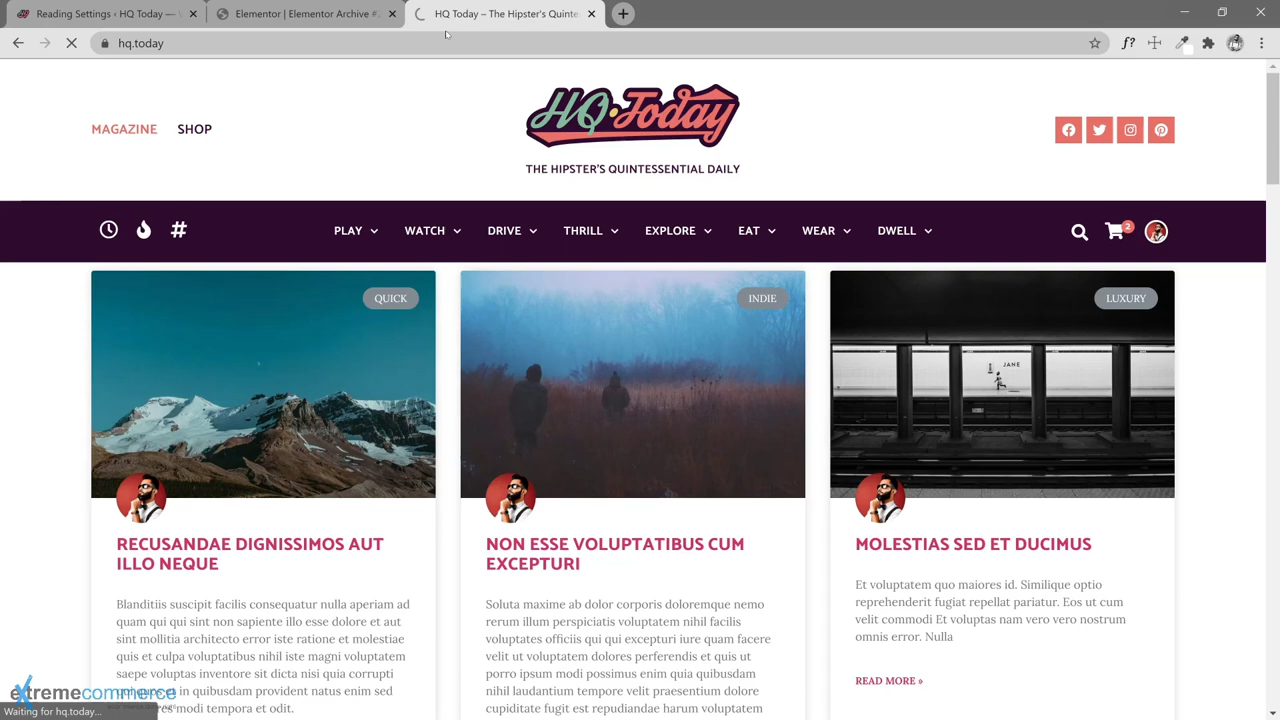 Reading Settings ‹ HQ Today —
Elementor | Elementor Archive #
HQ Today – The Hipster's Quinte
hq.today
f?
MAGAZINE
SHOP
HQ·Today
THE HIPSTER'S QUINTESSENTIAL DAILY
PLAY
WATCH
DRIVE
THRILL
EXPLORE
EAT
WEAR
DWELL
2
QUICK
INDIE
LUXURY
JANE
RECUSANDAE DIGNISSIMOS AUT
ILLO NEQUE
Blanditiis suscipit facilis consequatur nulla aperiam ad
quam qui qui sint non sapiente illo esse dolore et aut
sint mollitia architecto error iste ratione et molestiae
quis et culpa voluptatibus nihil iste magni voluptatem
saepe voluptas instinctio dicta nisi quia corrupti
in quibusdam provident natus enim sed
res modi tempora et odit.
NON ESSE VOLUPTATIBUS CUM
EXCEPTURI
Soluta maxime ab dolor corporis doloremque nemo
rerum illum perspiciatis voluptatem nihil facilis
voluptates officiis qui qui excepturi iure quam facere
velit ut voluptatem dolores perferendis et quis ut
porro ipsum modi possimus enim quia quibusdam
nihil laudantium tempore velit praesentium dolore
cupiditate fugit est repudiandae harum voluptatem
MOLESTIAS SED ET DUCIMUS
Et voluptatem quo maiores id. Similique optio
reprehenderit fugiat repellat pariatur. Eos ut cum
velit commodi Et voluptas nam vero vero nostrum
omnis error. Nulla
READ MORE »
extremecommerce
Waiting for hq.today...